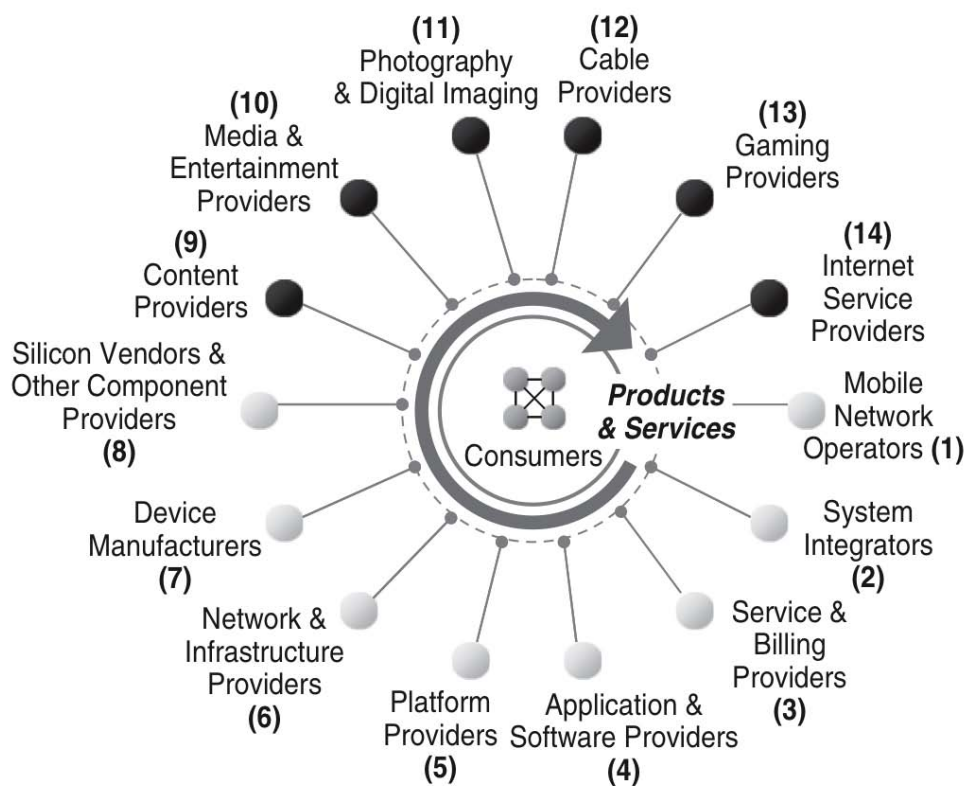 (11)
Photography
& Digital Imaging
(12)
Cable
Providers
(10)
Media &
Entertainment
Providers
(13)
Gaming
Providers
(9)
Content
Providers
(14)
Internet
Service
Providers
Silicon Vendors &
Other Component
Providers
(8)
Products
& Services
Consumers
Mobile
Network
Operators (1)
Device
Manufacturers
(7)
System
Integrators
(2)
Network &
Infrastructure
Providers
(6)
Service &
Billing
Providers
(3)
Platform
Providers
(5)
Application &
Software Providers
(4)